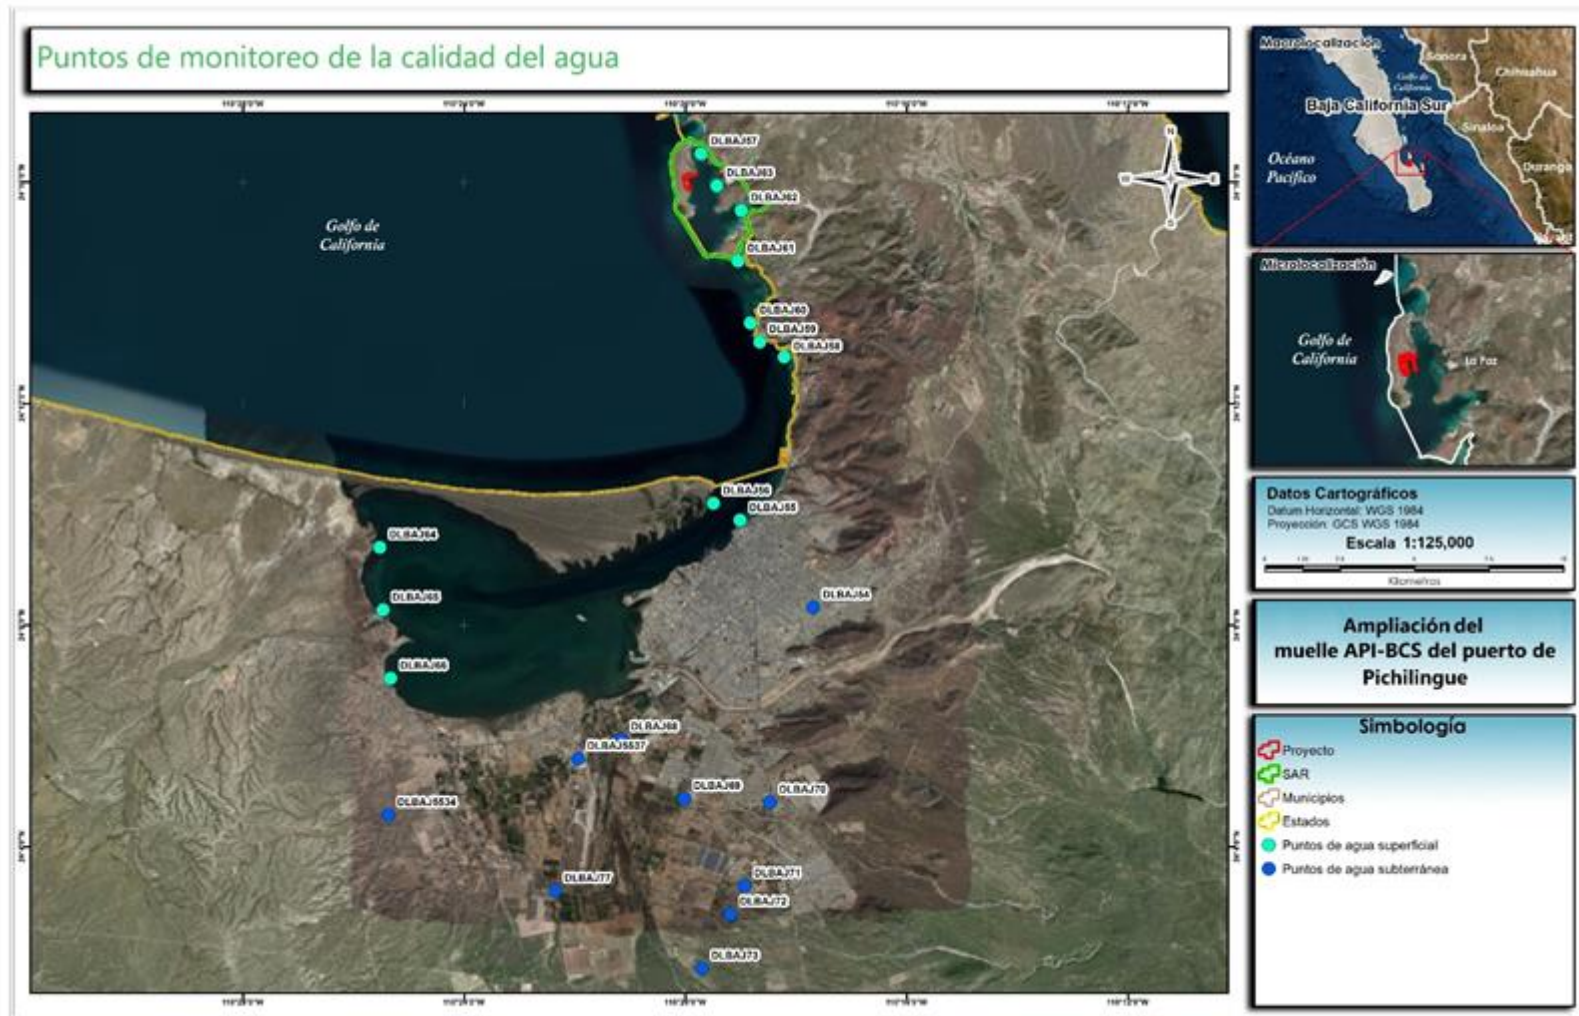 Puntos de monitoreo de la calidad del agua
Golfo de
California
DLBAJ57
DLBAJ63
DLBAJ62
DLBAJ61
DLBAJ60
DLBAJ59
DLBAJ58
DLBAJ56
DLBAJ55
DLBAJ64
DLBAJ65
DLBAJ66
DLBAJ54
DLBAJ68
DLBAJ5537
DLBAJ69
DLBAJ70
DLBAJ5534
DLBAJ77
DLBAJ71
DLBAJ72
DLBAJ73
N
W
E
S
Macrolocalización
Sonora
Chihuahua
Golfo de
California
Baja California Sur
Sinaloa
Durango
Océano
Pacífico
Microlocalización
Golfo de
California
La Paz
Datos Cartográficos
Datum Horizontal: WGS 1984
Proyección: GCS WGS 1984
Escala 1:125,000
Kilometros
Ampliación del
muelle API-BCS del puerto de
Pichilingue
Simbología
Proyecto
SAR
Municipios
Estados
Puntos de agua superficial
Puntos de agua subterránea